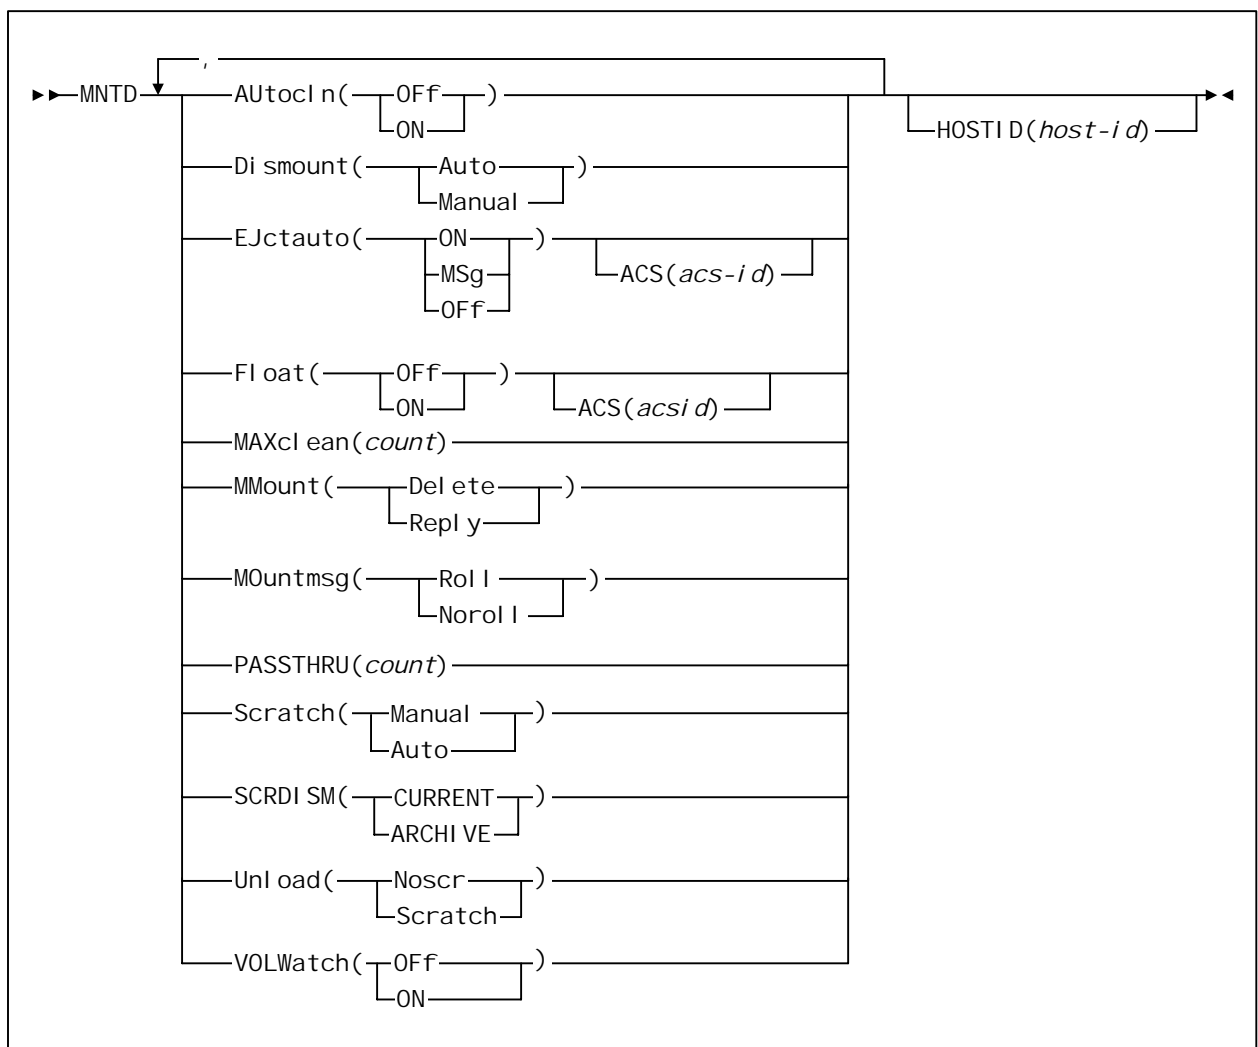 ,
MNTD AUtocln( OFf )
ON HOSTID(host-id)
Dismount( Auto )
Manual
EJctauto( ON )
MSg ACS(acs-id)
OFf
Float( OFf )
ON ACS(acsid)
MAXclean(count)
MMount( Delete )
Reply
MOuntmsg( Roll )
Noroll
PASSTHRU(count)
Scratch( Manual )
Auto
SCRDISM( CURRENT )
ARCHIVE
Unload( Noscr )
Scratch
VOLWatch( OFf )
ON